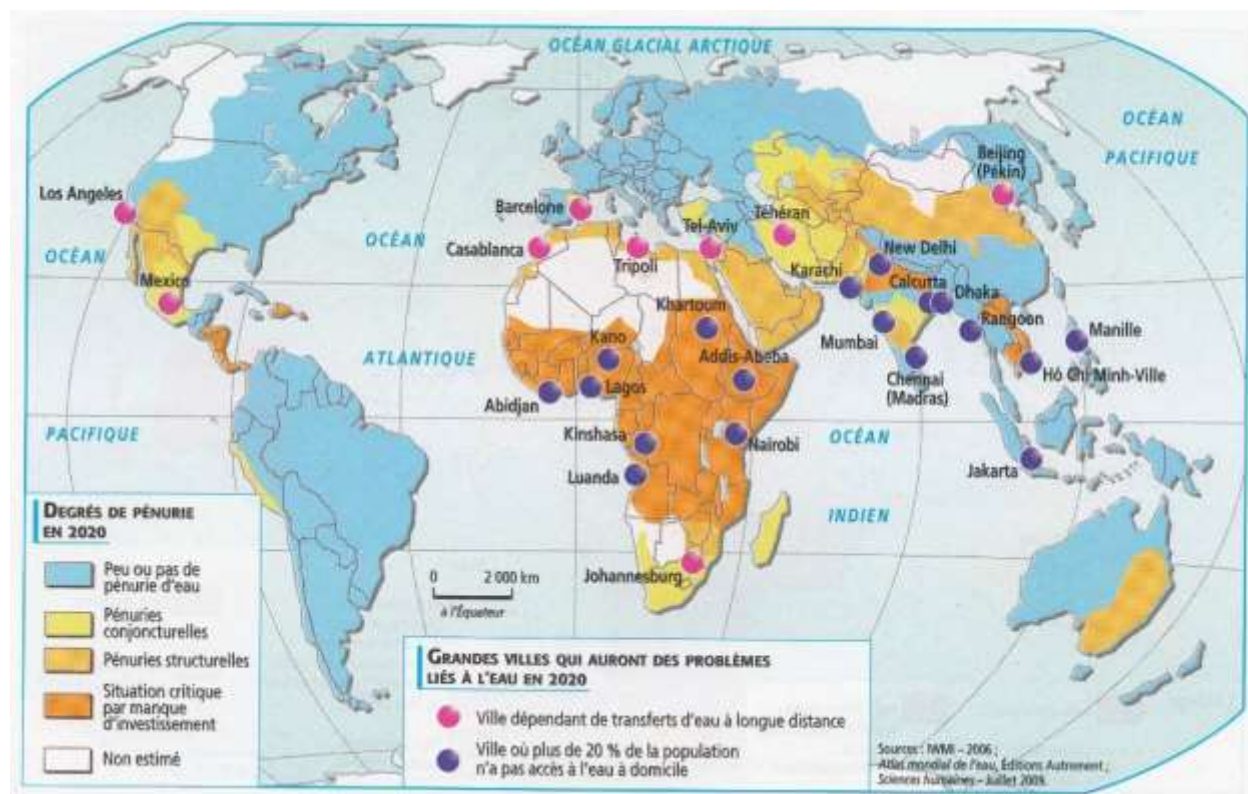 OCÉAN GLACIAL ARCTIQUE
OCÉAN
PACIFIQUE
Beijing
(Pékin)
Los Angeles
Barcelone
Téhéran
Tel-Aviv
OCÉAN
Casablanca
New Delhi
OCÉAN
Tripoli
Karachi
Mexico
Calcutta
Dhaka
Khartoum
Rangoon
Kano
Mumbai
Manille
ATLANTIQUE
Addis-Abeba
Hô Chi Minh-Ville
Chennai
(Madras)
Lagos
Abidjan
PACIFIQUE
Kinshasa
Nairobi
OCÉAN
Jakarta
Luanda
INDIEN
DEGRÉS DE PÉNURIE
EN 2020
Peu ou pas de
pénurie d'eau
Pénuries
conjoncturelles
Pénuries structurelles
Situation critique
par manque
d'investissement
Non estimé
0 2 000 km
à l'Équateur
Johannesburg
GRANDES VILLES QUI AURONT DES PROBLÈMES
LIÉS À L'EAU EN 2020
Ville dépendant de transferts d'eau à longue distance
Ville où plus de 20 % de la population
n'a pas accès à l'eau à domicile
Sources : IWMI – 2006 ;
Atlas mondial de l'eau, Éditions Autrement ;
Sciences humaines – Juillet 2009.